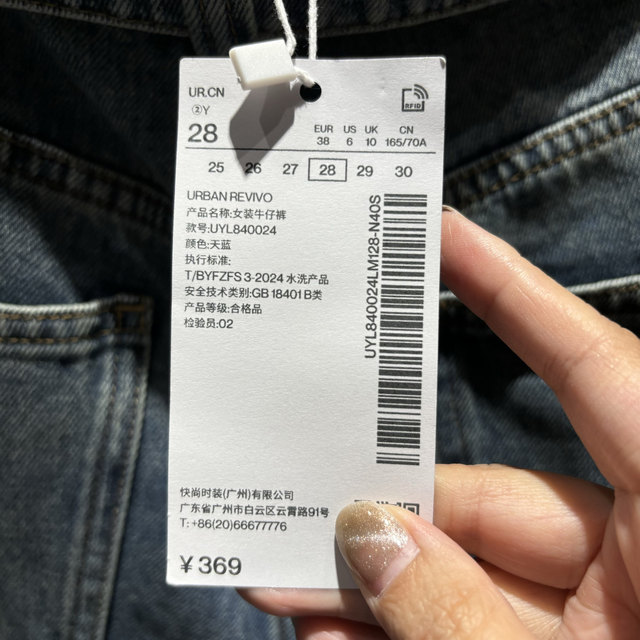 UR.CN
RFID
②Y
28
EUR US UK CN
38 6 10 165/70A
25 26 27 28 29 30
URBAN REVIVO
产品名称:女装牛仔裤
款号:UYL840024
颜色:天蓝
执行标准:
T/BYFZFS 3-2024 水洗产品
安全技术类别:GB 18401 B类
产品等级:合格品
检验员:02
UYL840024LM128-N40S
快尚时装(广州)有限公司
广东省广州市白云区云霄路91号
T: +86(20)66677776
¥ 369